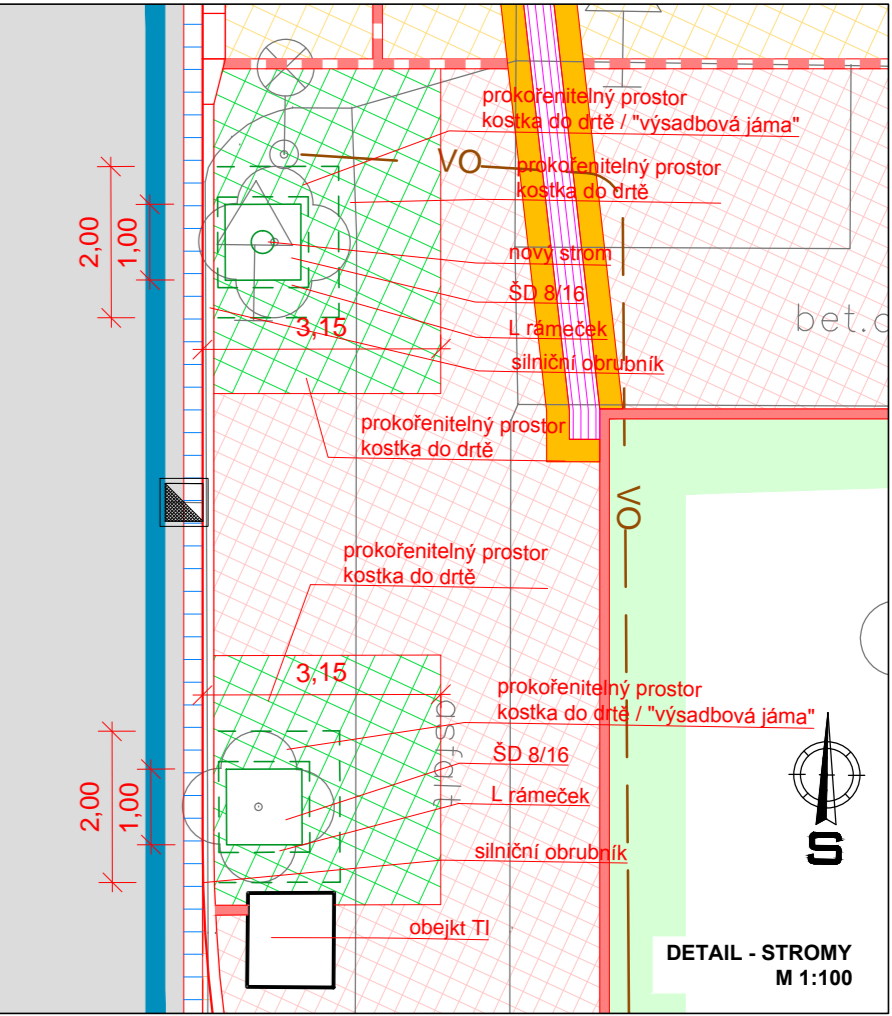 prokořenitelný prostor
kostka do drtě / "výsadbová jáma"
VO
prokořenitelný prostor
kostka do drtě
2,00
1,00
nový strom
ŠD 8/16
L rámeček
3,15
silniční obrubník
prokořenitelný prostor
kostka do drtě
VO
prokořenitelný prostor
kostka do drtě
3,15
prokořenitelný prostor
kostka do drtě / "výsadbová jáma"
asfalt
ŠD 8/16
2,00
1,00
L rámeček
silniční obrubník
obejkt TI
S
DETAIL - STROMY
M 1:100